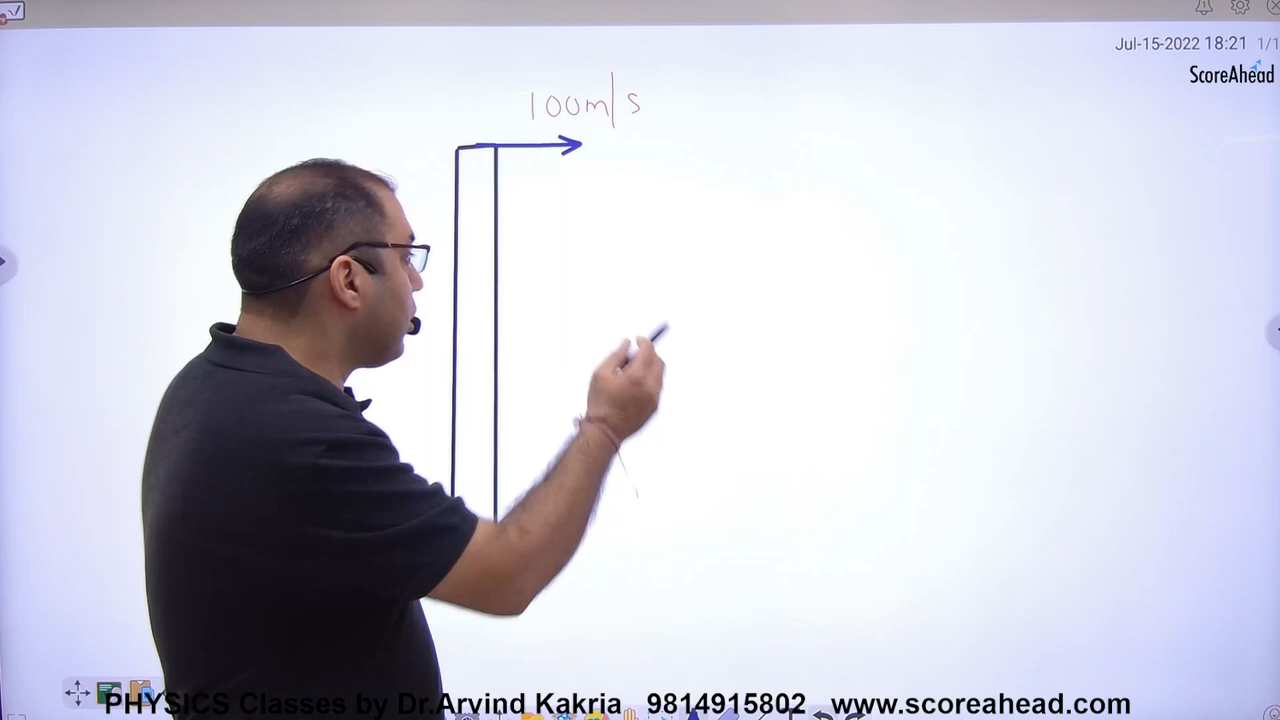 Jul-15-2022 18:21 1/1
ScoreAhead
100m/s
PHYSICS Classes by Dr.Arvind Kakria 9814915802 www.scoreahead.com